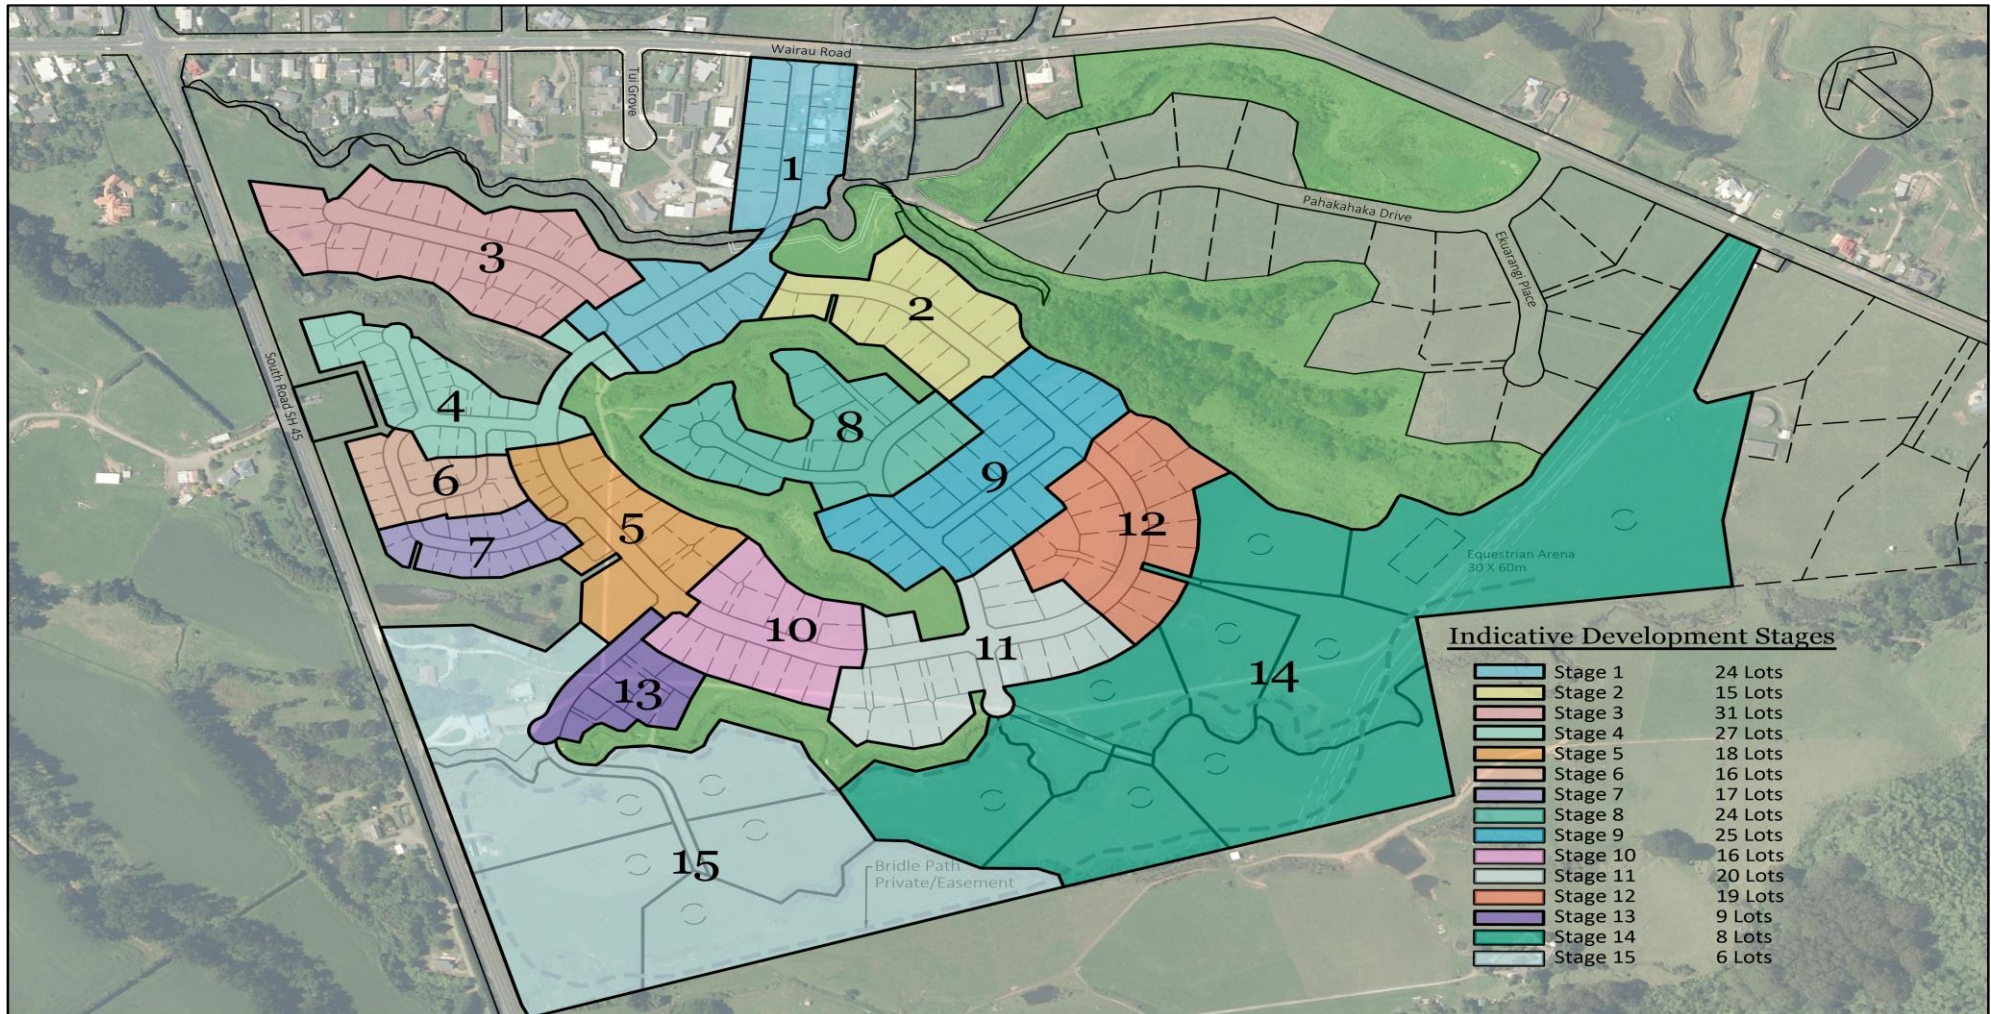 Wairau Road
Tui Grove
1
Pahakahaka Drive
Ekuarangi Place
3
2
South Road SH 45
4
8
6
9
5
7
12
Equestrian Arena
30 X 60m
10
11
13
14
15
Bridle Path
Private/Easement
Indicative Development Stages
Stage 1 24 Lots
Stage 2 15 Lots
Stage 3 31 Lots
Stage 4 27 Lots
Stage 5 18 Lots
Stage 6 16 Lots
Stage 7 17 Lots
Stage 8 24 Lots
Stage 9 25 Lots
Stage 10 16 Lots
Stage 11 20 Lots
Stage 12 19 Lots
Stage 13 9 Lots
Stage 14 8 Lots
Stage 15 6 Lots